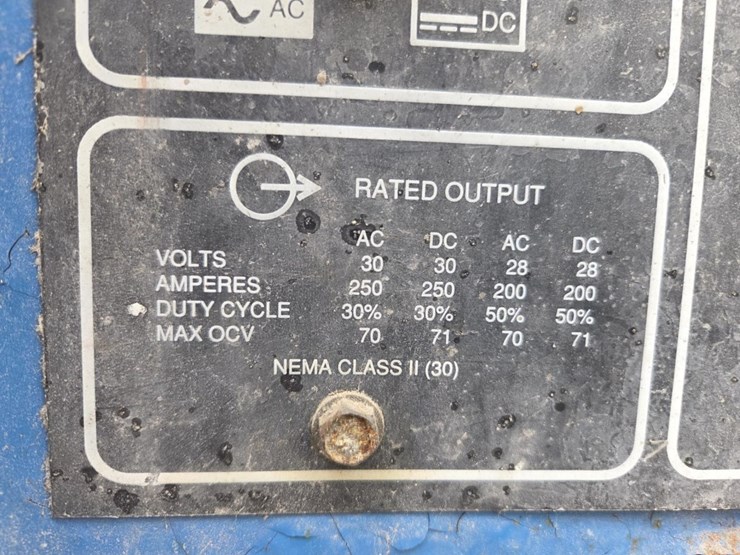 AC
DC
RATED OUTPUT
AC DC AC DC
VOLTS 30 30 28 28
AMPERES 250 250 200 200
DUTY CYCLE 30% 30% 50% 50%
MAX OCV 70 71 70 71
NEMA CLASS II (30)